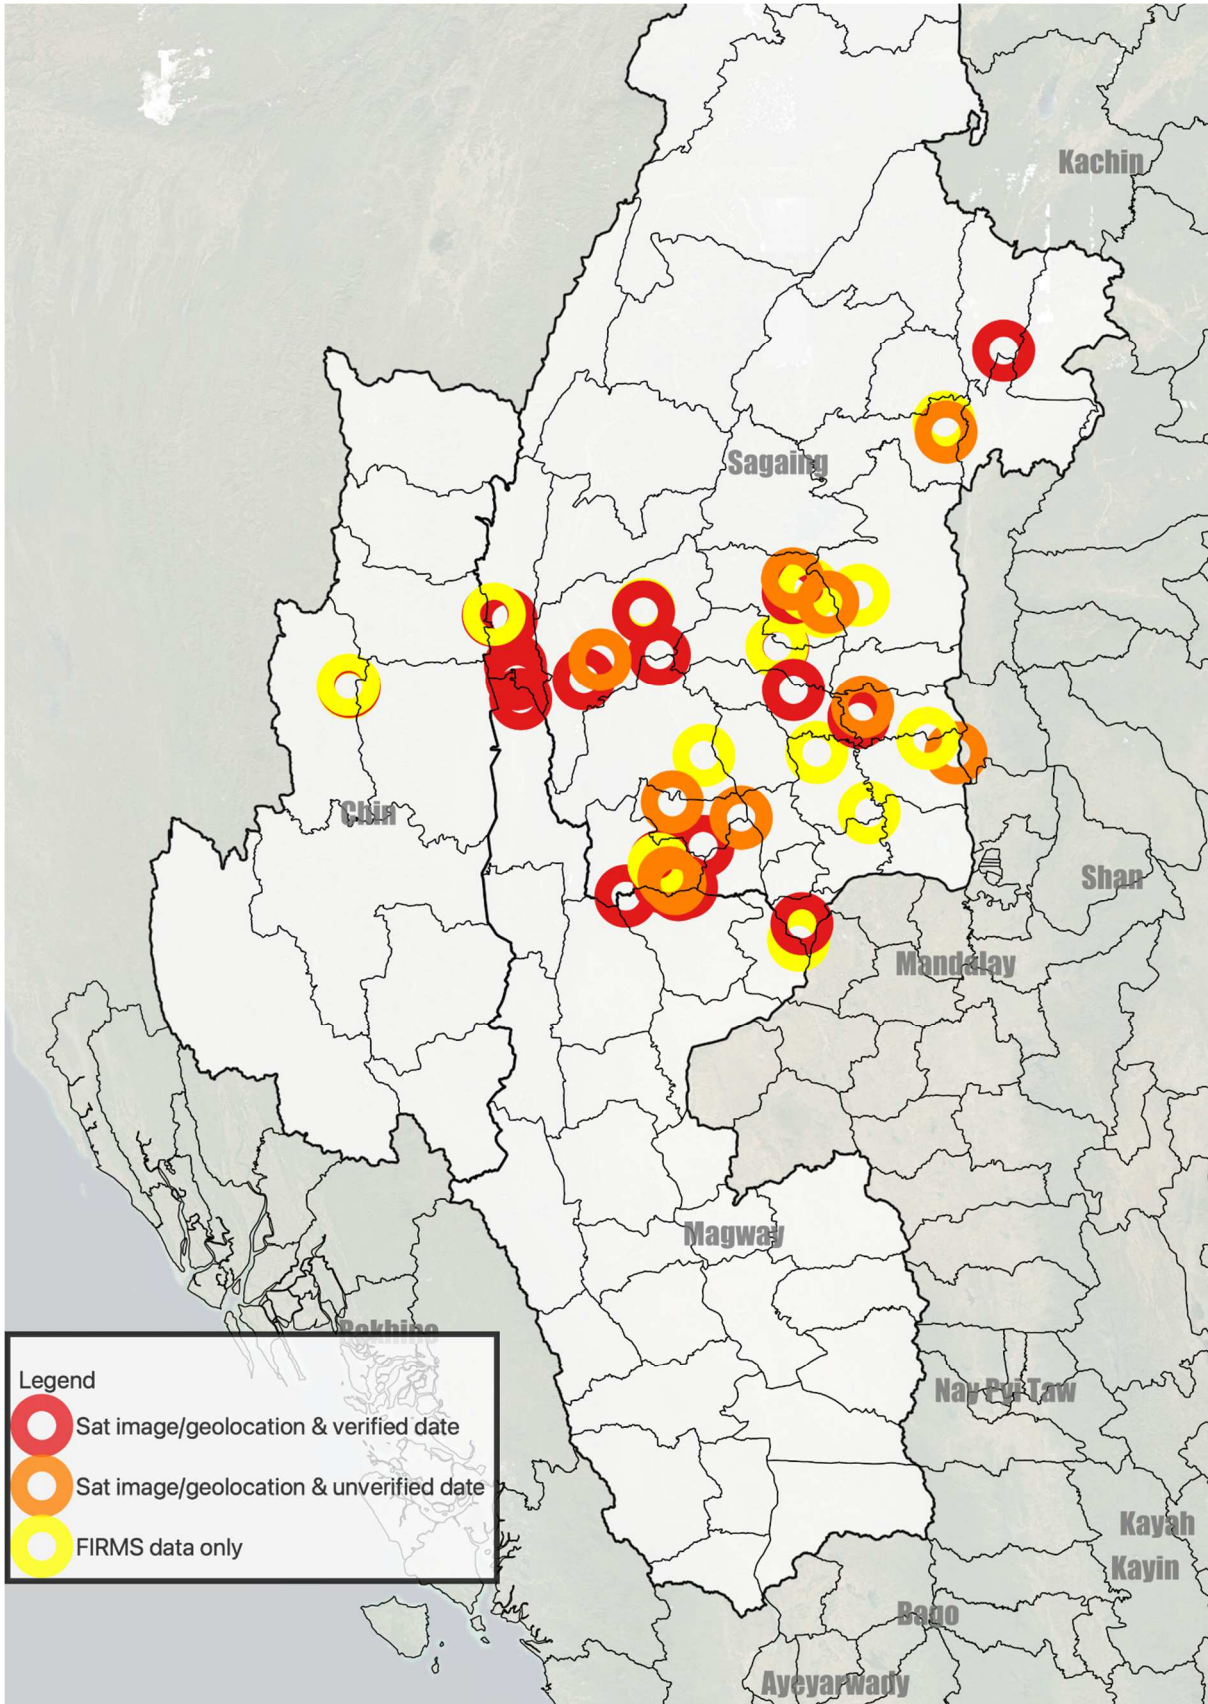 Kachin
Sagaing
Chin
Shan
Mandalay
Magway
Rakhine
Nay Pyi Taw
Legend
Sat image/geolocation & verified date
Sat image/geolocation & unverified date
FIRMS data only
Kayah
Kayin
Bago
Ayeyarwady